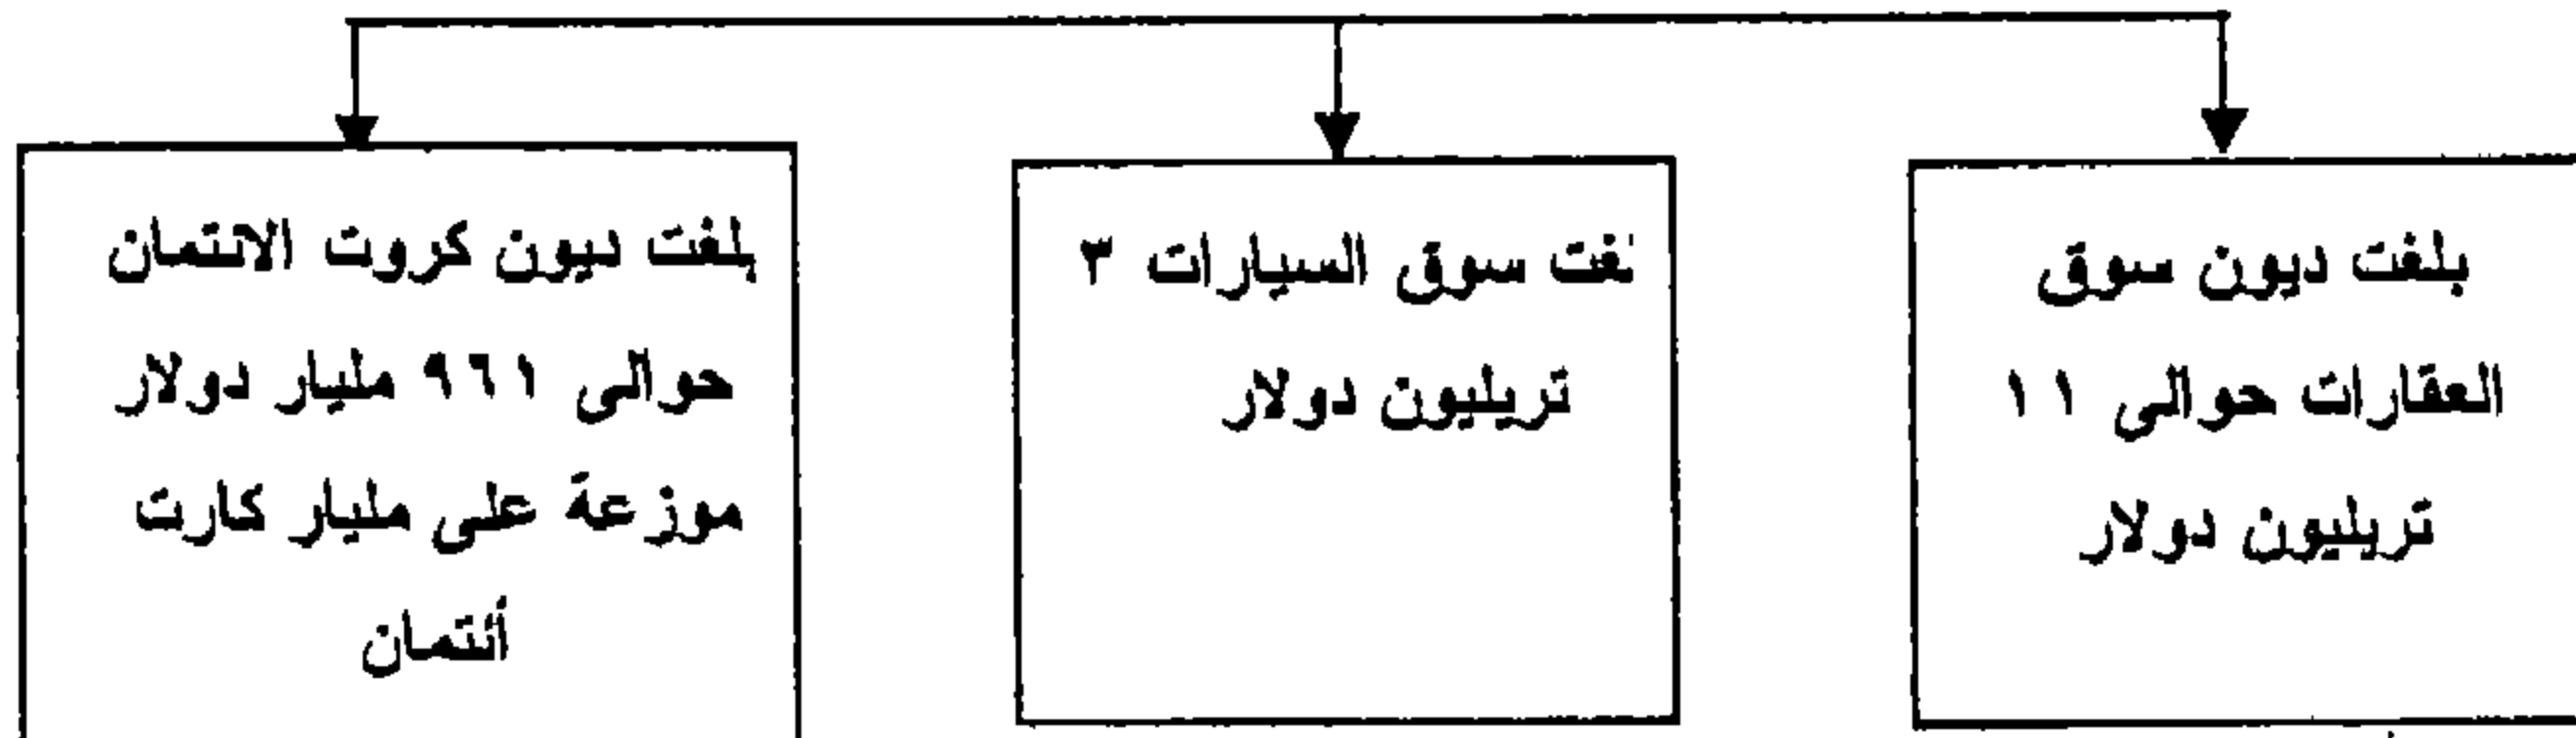 بلغت ديون سوق
العقارات حوالى ١١
تريليون دولار
سوق السيارات ٣
تريليون دولار
بلغت ديون كروت الائتمان
حوالى ٩٦١ مليار دولار
موزعة على مليار كارت
أئتمان